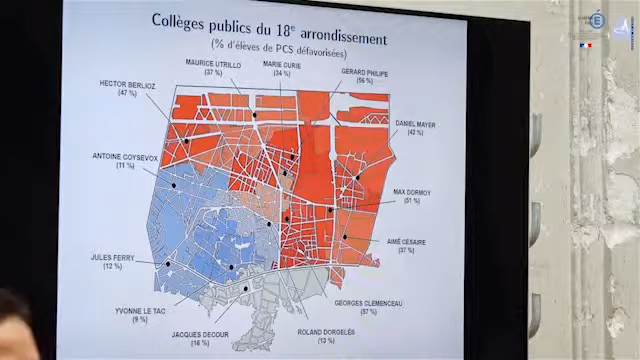 Collèges publics du 18e arrondissement
(% d'élèves de PCS défavorisées)
MAURICE UTRILLO
(37 %)
MARIE CURIE
(34 %)
GÉRARD PHILIPE
(56 %)
HECTOR BERLIOZ
(47 %)
DANIEL MAYER
(42 %)
ANTOINE COYSEVOX
(11 %)
MAX DORMOY
(51 %)
AIMÉ CÉSAIRE
(37 %)
JULES FERRY
(12 %)
GEORGES CLEMENCEAU
(57 %)
YVONNE LE TAC
(9 %)
ROLAND DORGELÈS
(13 %)
JACQUES DECOUR
(16 %)